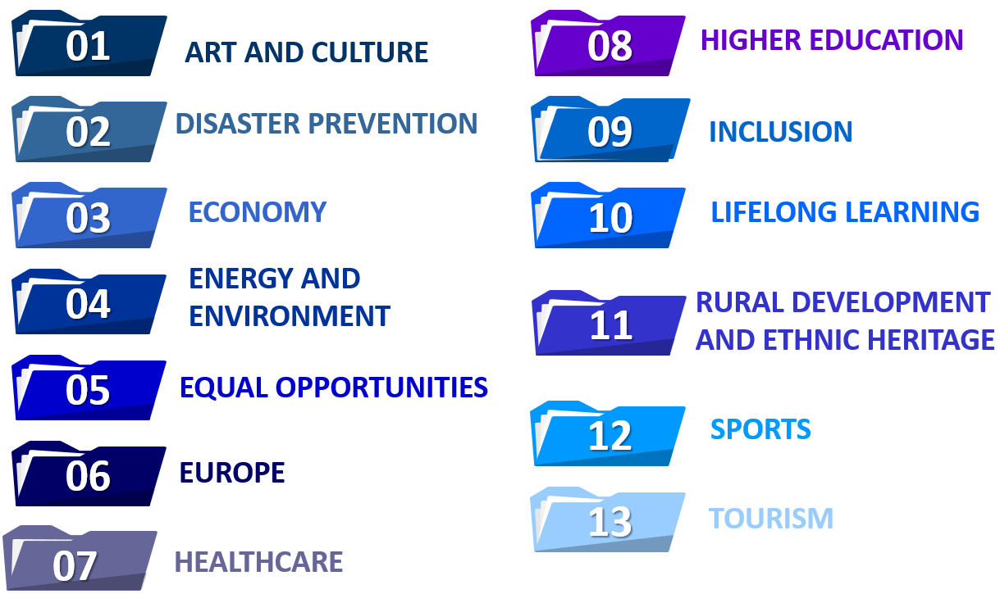 01
ART AND CULTURE
02
DISASTER PREVENTION
03
ECONOMY
04
ENERGY AND
ENVIRONMENT
05
EQUAL OPPORTUNITIES
06
EUROPE
07
HEALTHCARE
08
HIGHER EDUCATION
09
INCLUSION
10
LIFELONG LEARNING
11
RURAL DEVELOPMENT
AND ETHNIC HERITAGE
12
SPORTS
13
TOURISM